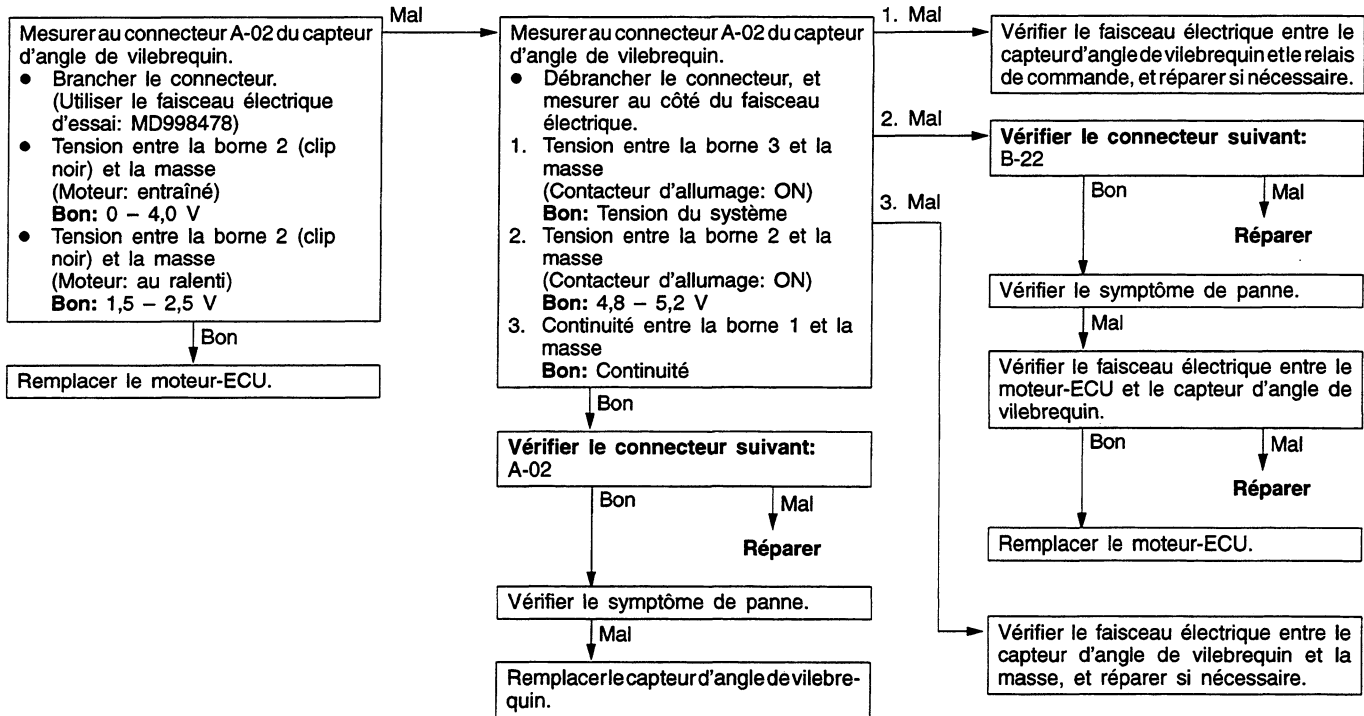 Mesurer au connecteur A-02 du capteur
d'angle de vilebrequin.
● Brancher le connecteur.
(Utiliser le faisceau électrique
d'essai: MD998478)
● Tension entre la borne 2 (clip
noir) et la masse
(Moteur: entraîné)
Bon: 0 – 4,0 V
● Tension entre la borne 2 (clip
noir) et la masse
(Moteur: au ralenti)
Bon: 1,5 – 2,5 V
Mal
Bon
Remplacer le moteur-ECU.
Mesurer au connecteur A-02 du capteur
d'angle de vilebrequin.
● Débrancher le connecteur, et
mesurer au côté du faisceau
électrique.
1. Tension entre la borne 3 et la
masse
(Contacteur d'allumage: ON)
Bon: Tension du système
2. Tension entre la borne 2 et la
masse
(Contacteur d'allumage: ON)
Bon: 4,8 – 5,2 V
3. Continuité entre la borne 1 et la
masse
Bon: Continuité
Bon
Vérifier le connecteur suivant:
A-02
Bon
Mal
Réparer
Vérifier le symptôme de panne.
Mal
Remplacer le capteur d'angle de vilebre-
quin.
1. Mal
Vérifier le faisceau électrique entre le
capteur d'angle de vilebrequin et le relais
de commande, et réparer si nécessaire.
2. Mal
Vérifier le connecteur suivant:
B-22
Bon
Mal
Réparer
Vérifier le symptôme de panne.
Mal
Vérifier le faisceau électrique entre le
moteur-ECU et le capteur d'angle de
vilebrequin.
Bon
Mal
Réparer
Remplacer le moteur-ECU.
3. Mal
Vérifier le faisceau électrique entre le
capteur d'angle de vilebrequin et la
masse, et réparer si nécessaire.